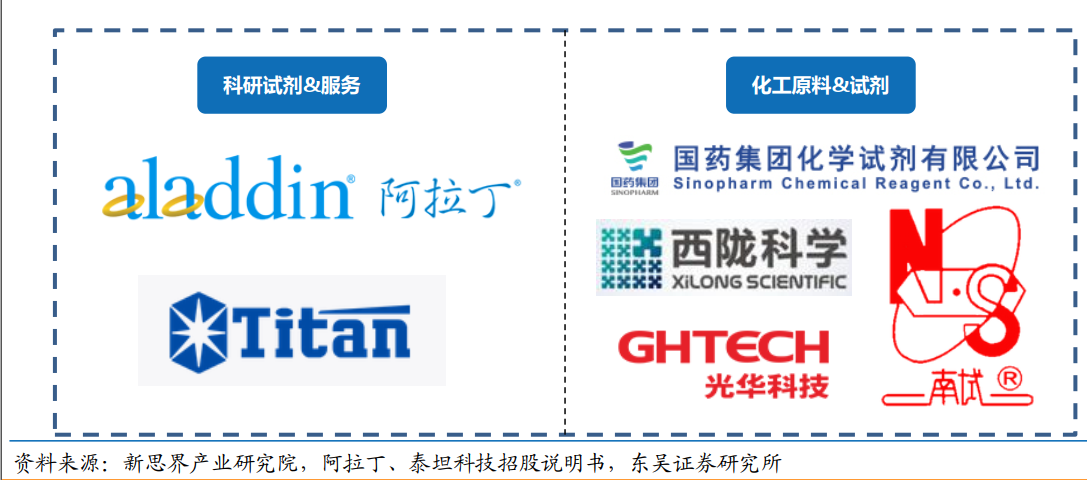 科研试剂&服务
aladdin® 阿拉丁®
Titan
化工原料&试剂
国药集团
SINOPHARM
国药集团化学试剂有限公司
Sinopharm Chemical Reagent Co., Ltd.
西陇科学
XiLONG SCIENTIFIC
GHTECH
光华科技
N·S
南试®
资料来源：新思界产业研究院，阿拉丁、泰坦科技招股说明书，东吴证券研究所